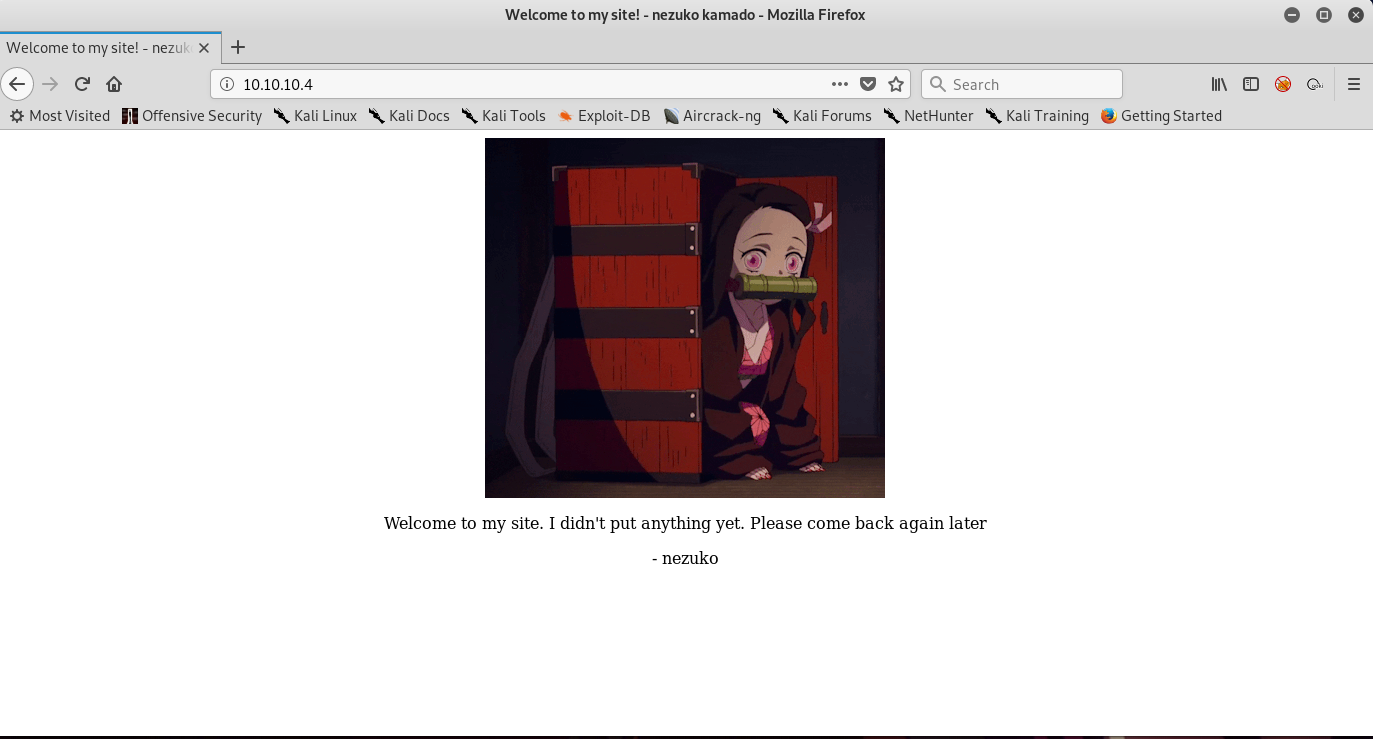 Welcome to my site! - nezuko kamado - Mozilla Firefox
Welcome to my site! - nezuk
10.10.10.4
Search
Most Visited Offensive Security Kali Linux Kali Docs Kali Tools Exploit-DB Aircrack-ng Kali Forums NetHunter Kali Training Getting Started
Welcome to my site. I didn't put anything yet. Please come back again later
- nezuko